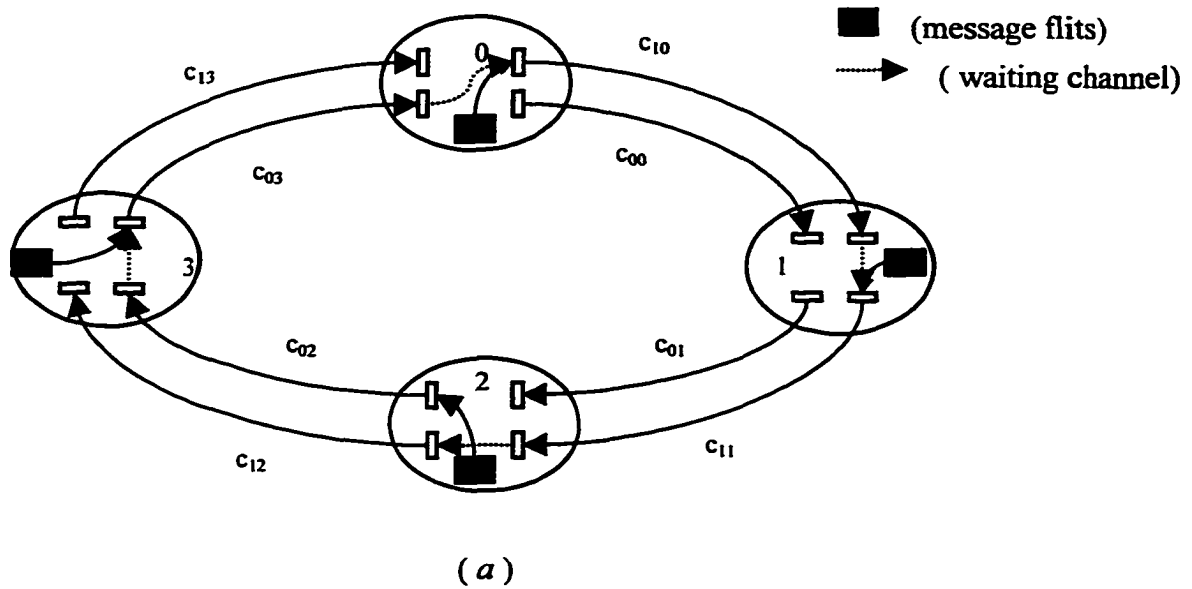 (message flits)
( waiting channel)
0
c10
c13
c03
c00
3
1
c02
c01
2
c12
c11
( a )